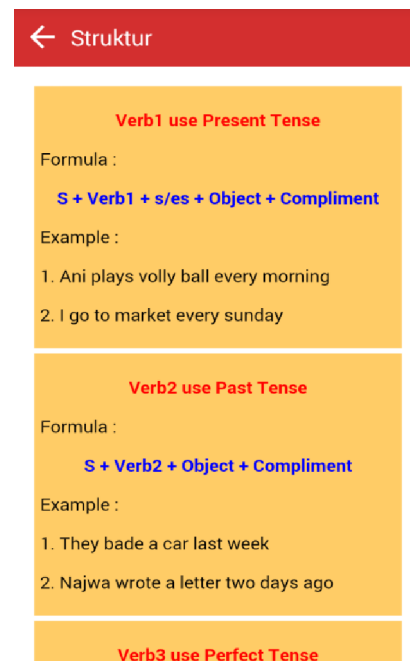 Struktur
Verb1 use Present Tense
Formula :
S + Verb1 + s/es + Object + Compliment
Example :
1. Ani plays volly ball every morning
2. I go to market every sunday
Verb2 use Past Tense
Formula :
S + Verb2 + Object + Compliment
Example :
1. They bade a car last week
2. Najwa wrote a letter two days ago
Verb3 use Perfect Tense